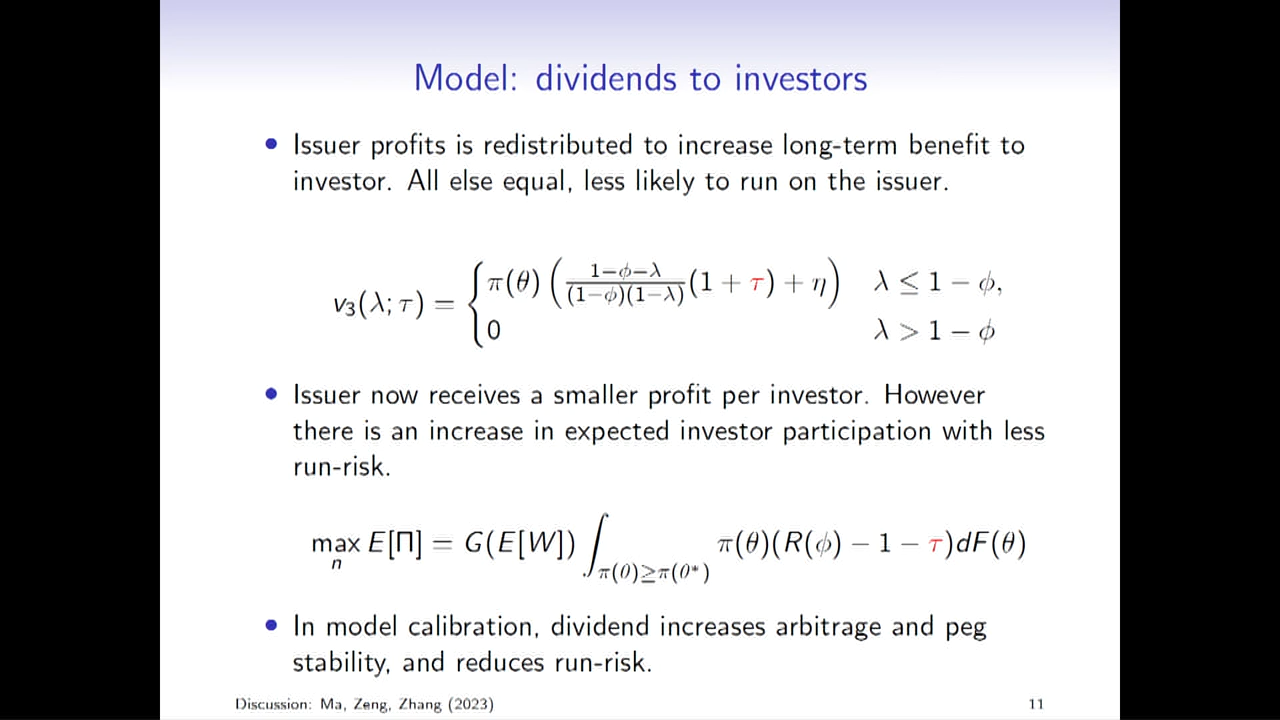 Model: dividends to investors
• Issuer profits is redistributed to increase long-term benefit to
investor. All else equal, less likely to run on the issuer.
v₃(λ; τ) = { π(θ) ( (1−ϕ−λ)/((1−ϕ)(1−λ)) (1 + τ) + η )   λ ≤ 1 − ϕ,
0   λ > 1 − ϕ
• Issuer now receives a smaller profit per investor. However
there is an increase in expected investor participation with less
run-risk.
max_n E[Π] = G(E[W]) ∫_{π(θ)≥π(θ*)} π(θ)(R(ϕ) − 1 − τ)dF(θ)
• In model calibration, dividend increases arbitrage and peg
stability, and reduces run-risk.
Discussion: Ma, Zeng, Zhang (2023)
11